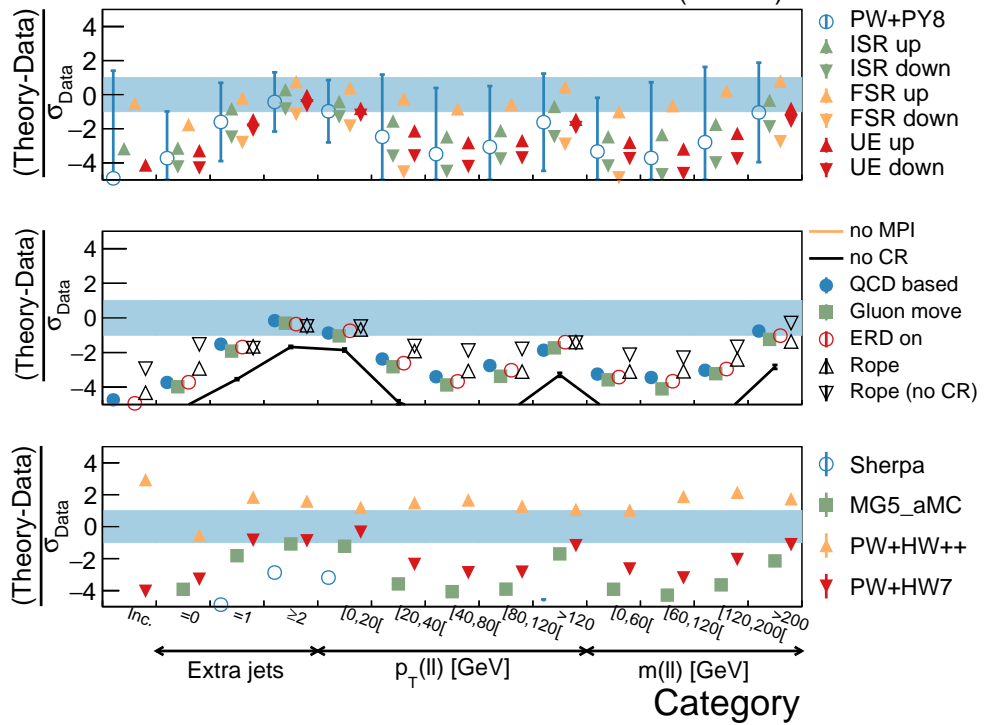 (Theory-Data)
σData
4
2
0
−2
−4
PW+PY8
ISR up
ISR down
FSR up
FSR down
UE up
UE down
(Theory-Data)
σData
4
2
0
−2
−4
no MPI
no CR
QCD based
Gluon move
ERD on
Rope
Rope (no CR)
(Theory-Data)
σData
4
2
0
−2
−4
Sherpa
MG5_aMC
PW+HW++
PW+HW7
Inc. =0 =1 ≥2 [0,20[ [20,40[ [40,80[ [80,120[ >120 [0,60[ [60,120[ [120,200[ >200
Extra jets pT(ll) [GeV] m(ll) [GeV]
Category